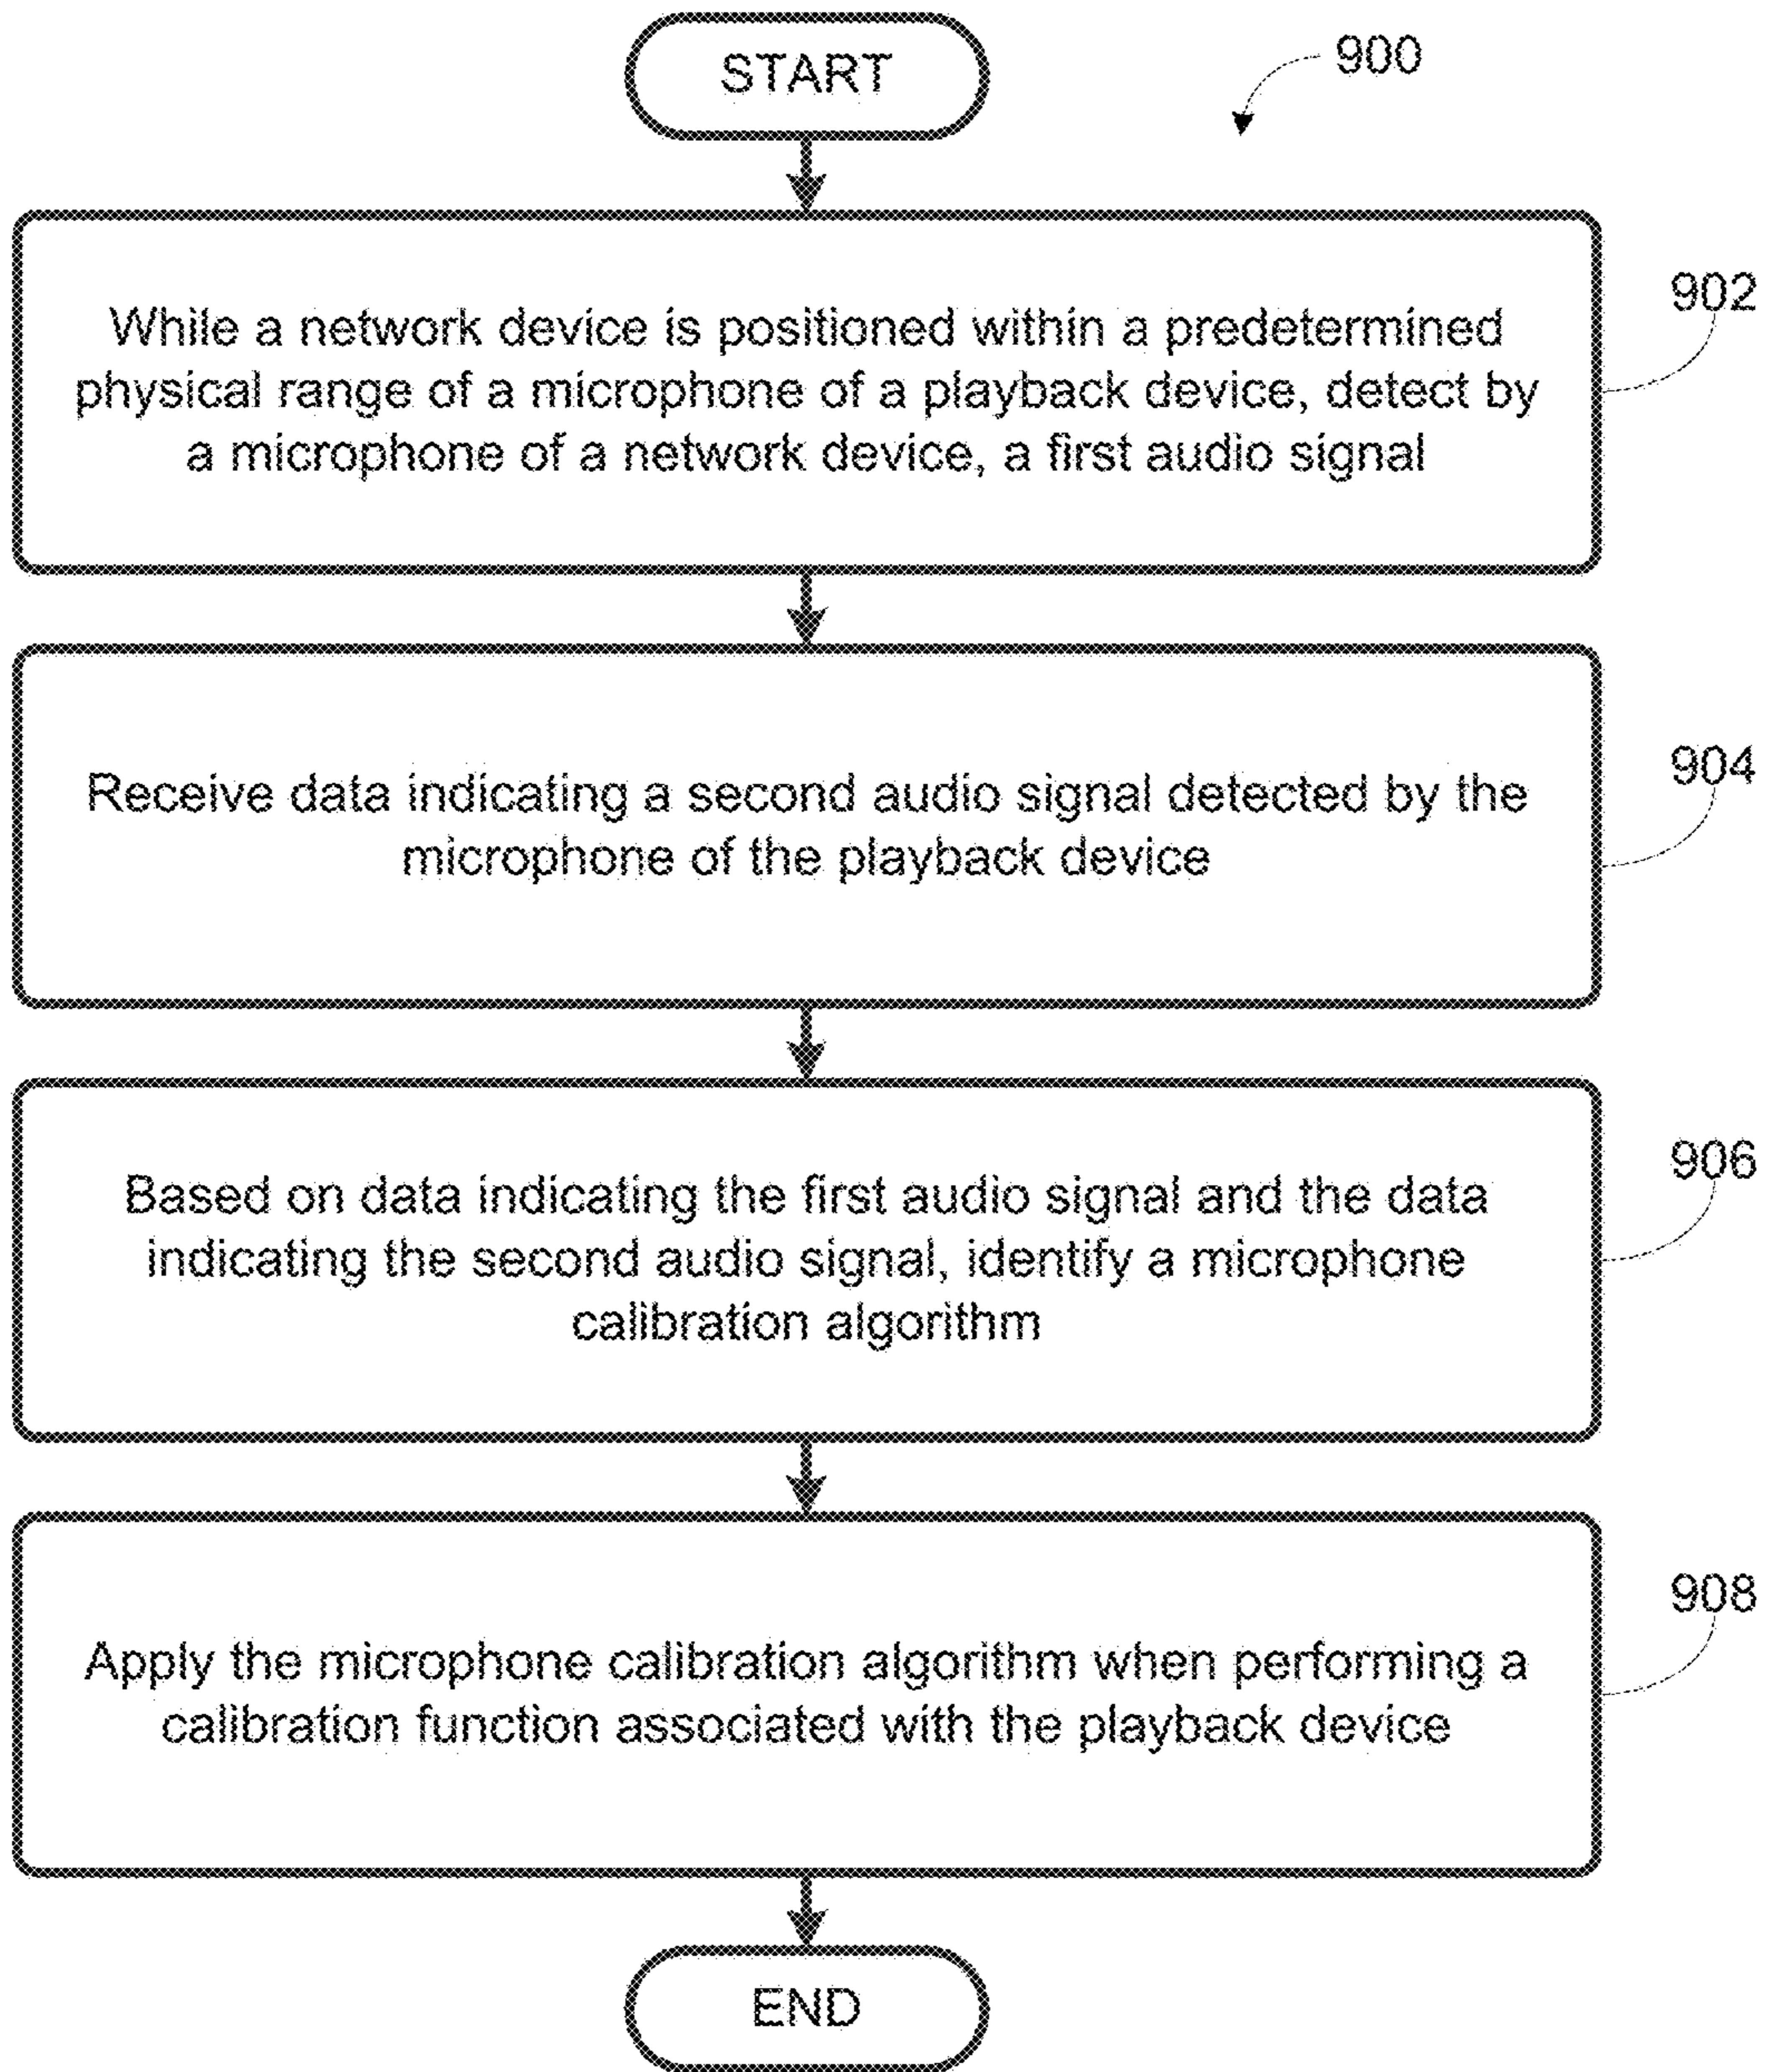 START
900
While a network device is positioned within a predetermined
physical range of a microphone of a playback device, detect by
a microphone of a network device, a first audio signal
902
Receive data indicating a second audio signal detected by the
microphone of the playback device
904
Based on data indicating the first audio signal and the data
indicating the second audio signal, identify a microphone
calibration algorithm
906
Apply the microphone calibration algorithm when performing a
calibration function associated with the playback device
908
END